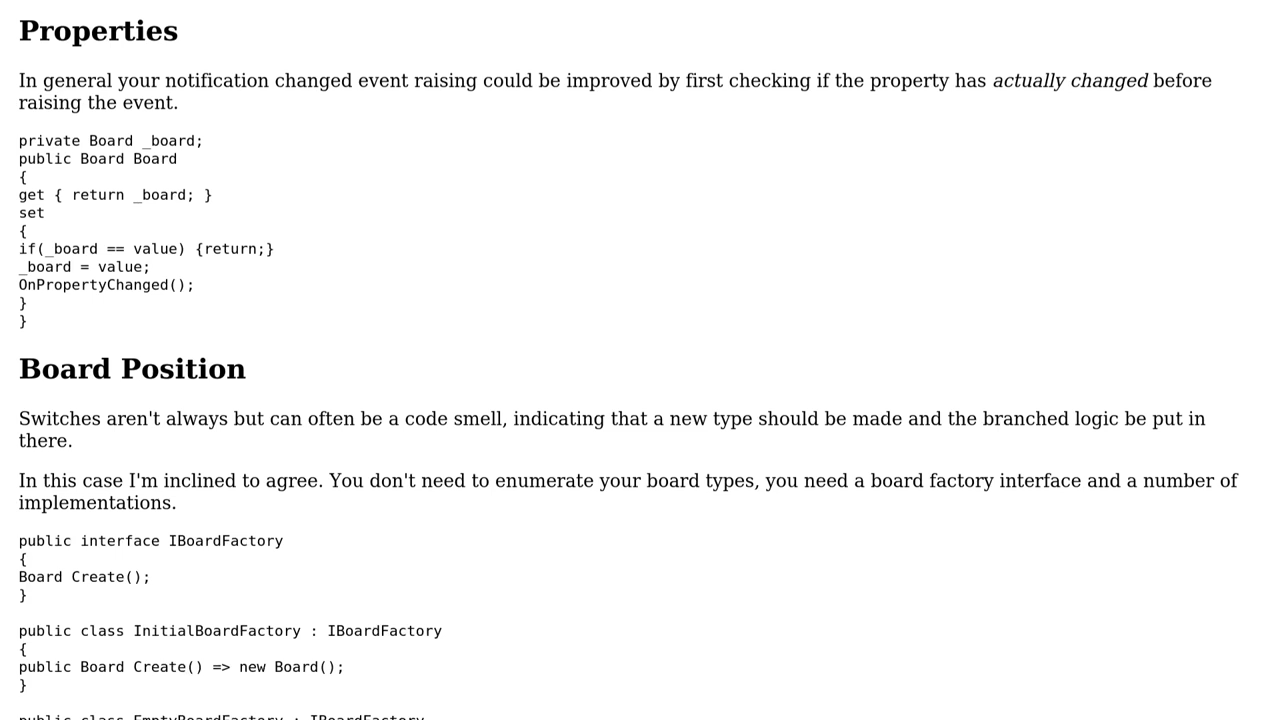 Properties
In general your notification changed event raising could be improved by first checking if the property has actually changed before
raising the event.
private Board _board;
public Board Board
{
get { return _board; }
set
{
if(_board == value) {return;}
_board = value;
OnPropertyChanged();
}
}
Board Position
Switches aren't always but can often be a code smell, indicating that a new type should be made and the branched logic be put in
there.
In this case I'm inclined to agree. You don't need to enumerate your board types, you need a board factory interface and a number of
implementations.
public interface IBoardFactory
{
Board Create();
}
public class InitialBoardFactory : IBoardFactory
{
public Board Create() => new Board();
}
public class EmptyBoardFactory : IBoardFactory